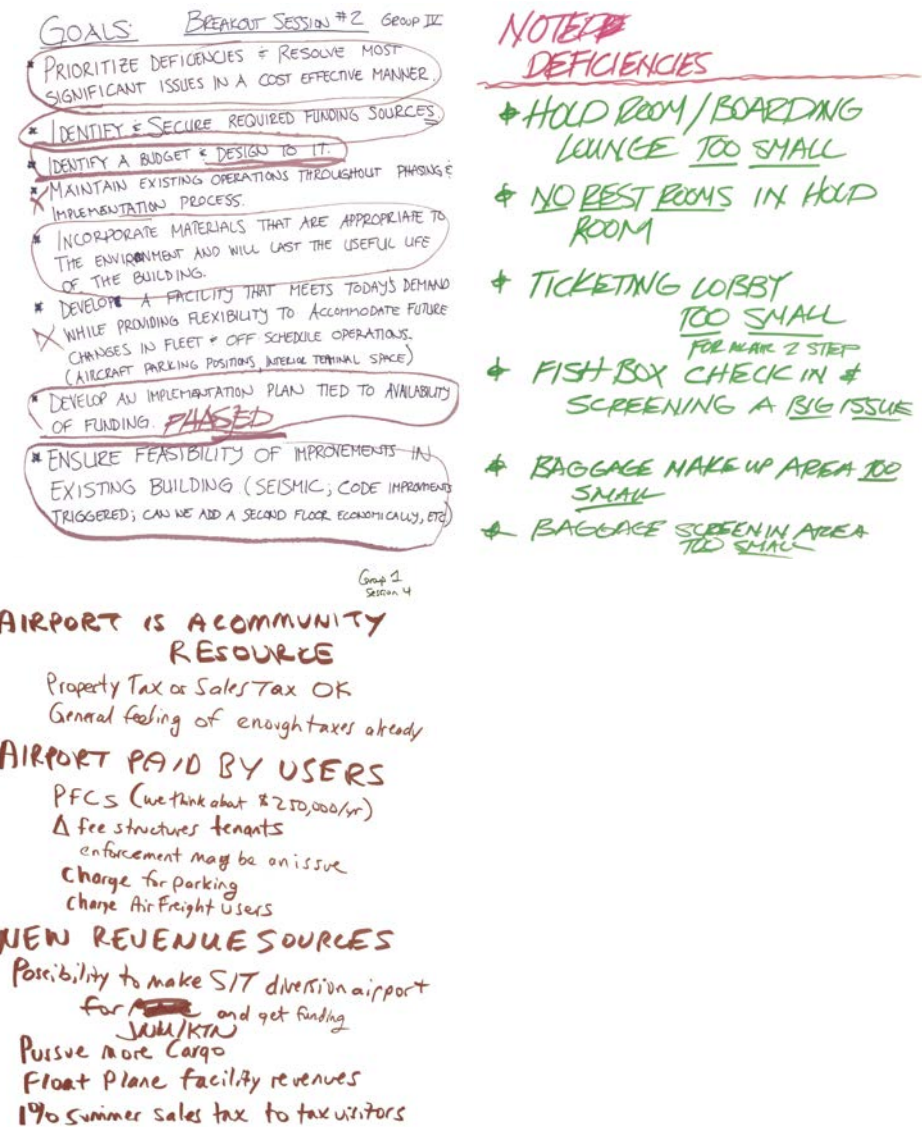 GOALS: BREAKOUT SESSION #2 GROUP IV
* PRIORITIZE DEFICENCIES & RESOLVE MOST
SIGNIFICANT ISSUES IN A COST EFFECTIVE MANNER.
* IDENTIFY & SECURE REQUIRED FUNDING SOURCES.
* IDENTIFY A BUDGET & DESIGN TO IT.
* MAINTAIN EXISTING OPERATIONS THROUGHOUT PHASING &
IMPLEMENTATION PROCESS.
* INCORPORATE MATERIALS THAT ARE APPROPRIATE TO
THE ENVIRONMENT AND WILL LAST THE USEFUL LIFE
OF THE BUILDING.
* DEVELOPE A FACILITY THAT MEETS TODAY'S DEMAND
WHILE PROVIDING FLEXIBILITY TO ACCOMMODATE FUTURE
CHANGES IN FLEET & OFF SCHEDULE OPERATIONS.
(AIRCRAFT PARKING POSITIONS, INTERIOR TERMINAL SPACE)
* DEVELOP AN IMPLEMENTATION PLAN TIED TO AVAILABILITY
OF FUNDING. PHASED
* ENSURE FEASIBILITY OF IMPROVEMENTS IN
EXISTING BUILDING (SEISMIC; CODE IMPROVMENTS
TRIGGERED; CAN WE ADD A SECOND FLOOR ECONOMICALLY, ETC)
NOTED
DEFICIENCIES
* HOLD ROOM/BOARDING
LOUNGE TOO SMALL
* NO REST ROOMS IN HOLD
ROOM
* TICKETING LOBBY
TOO SMALL
FOR AKAIR 2 STEP
* FISH BOX CHECK IN &
SCREENING A BIG ISSUE
* BAGGAGE MAKE UP AREA TOO
SMALL
* BAGGAGE SCREENIN AREA
TOO SMALL
Group 1
Session 4
AIRPORT IS A COMMUNITY
RESOURCE
Property Tax or Sales Tax OK
General feeling of enough taxes already
AIRPORT PAID BY USERS
PFCs (we think about $250,000/yr)
Δ fee structures tenants
enforcement may be an issue
Charge for parking
charge Air Freight users
NEW REVENUE SOURCES
Possibility to make SIT diversion airport
for and get funding
JNU/KTN
Pursue more Cargo
Float Plane facility revenues
1% summer sales tax to tax visitors